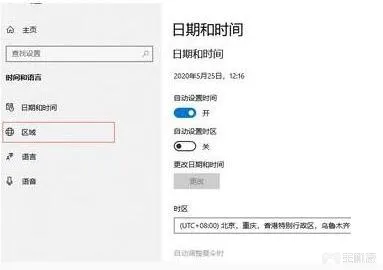 主页
查找设置
时间和语言
日期和时间
区域
语言
语音
日期和时间
日期和时间
2020年5月25日，12:16
自动设置时间
开
自动设置时区
关
更改日期和时间
更改
时区
(UTC+08:00) 北京，重庆，香港特别行政区，乌鲁木齐
自动调整夏令时